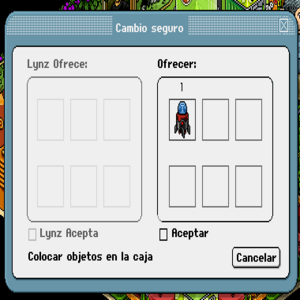 Cambio seguro
Lynz Ofrece:
Ofrecer:
1
Lynz Acepta
Aceptar
Colocar objetos en la caja
Cancelar